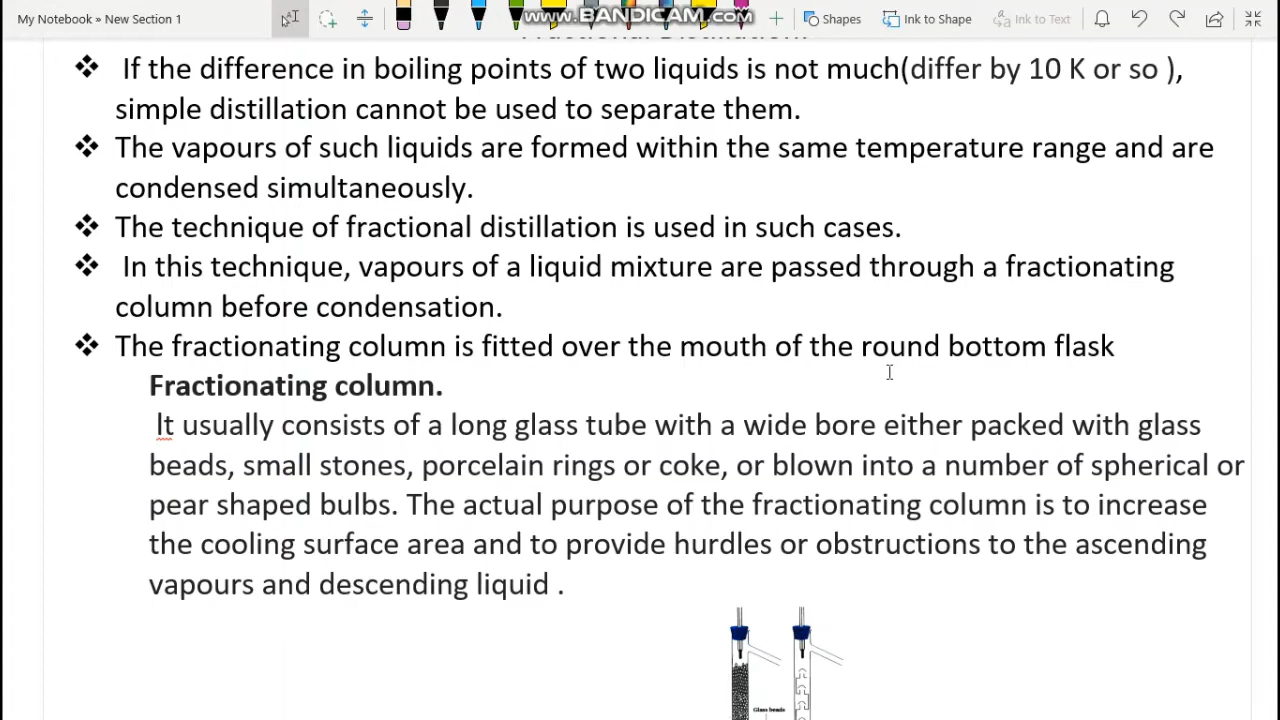 My Notebook » New Section 1
Shapes
Ink to Shape
Ink to Text
www.BANDICAM.com
Fractional Distillation:
❖ If the difference in boiling points of two liquids is not much(differ by 10 K or so ),
simple distillation cannot be used to separate them.
❖ The vapours of such liquids are formed within the same temperature range and are
condensed simultaneously.
❖ The technique of fractional distillation is used in such cases.
❖ In this technique, vapours of a liquid mixture are passed through a fractionating
column before condensation.
❖ The fractionating column is fitted over the mouth of the round bottom flask
Fractionating column.
It usually consists of a long glass tube with a wide bore either packed with glass
beads, small stones, porcelain rings or coke, or blown into a number of spherical or
pear shaped bulbs. The actual purpose of the fractionating column is to increase
the cooling surface area and to provide hurdles or obstructions to the ascending
vapours and descending liquid .
Glass beads